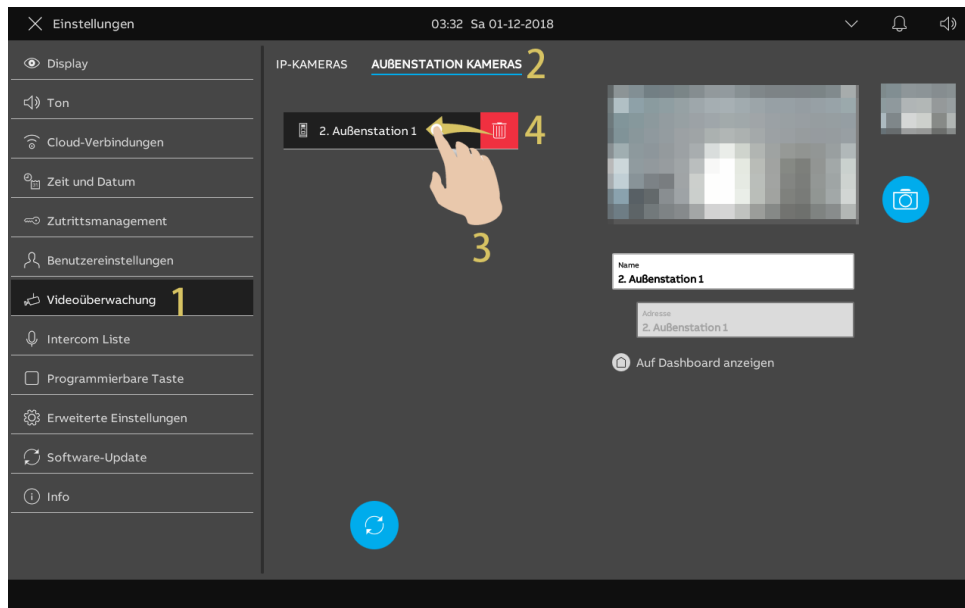 Einstellungen
03:32 Sa 01-12-2018
Display
Ton
Cloud-Verbindungen
Zeit und Datum
Zutrittsmanagement
Benutzereinstellungen
Videoüberwachung 1
Intercom Liste
Programmierbare Taste
Erweiterte Einstellungen
Software-Update
Info
IP-KAMERAS AUßENSTATION KAMERAS 2
2. Außenstation 1 4
3
Name
2. Außenstation 1
Adresse
2. Außenstation 1
Auf Dashboard anzeigen